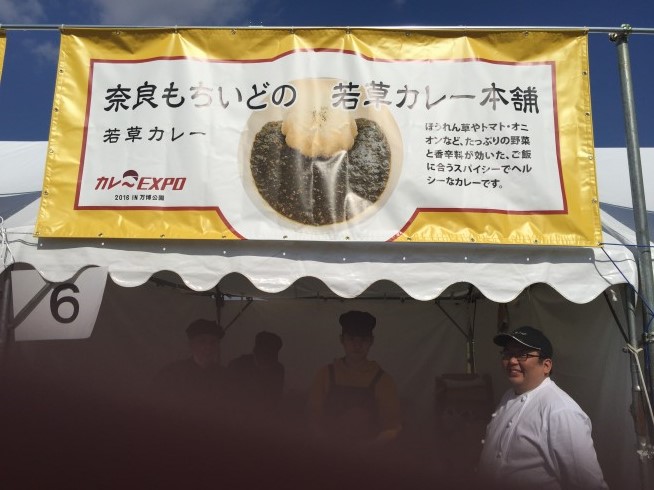 奈良もちいどの 若草カレー本舗
若草カレー
ほうれん草やトマト・オニ
オンなど、たっぷりの野菜
と香辛料が効いた、ご飯
に合うスパイシーでヘル
シーなカレーです。
カレーEXPO
2016 IN 万博公園
6